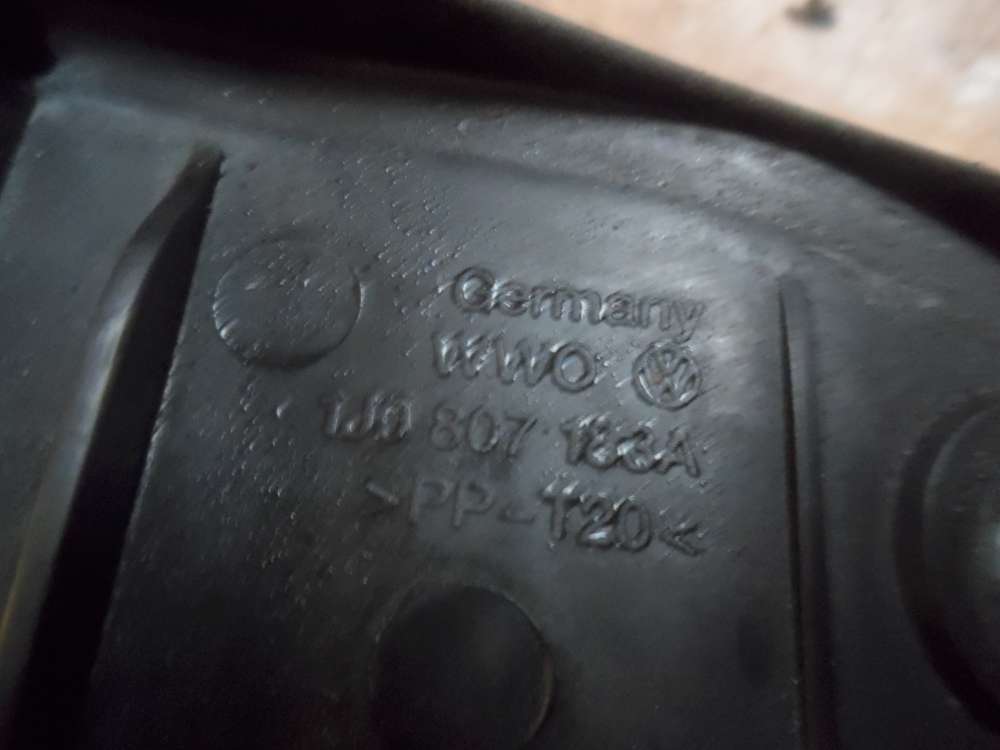 Germany
WWO
1J0 807 183A
>PP-T20<